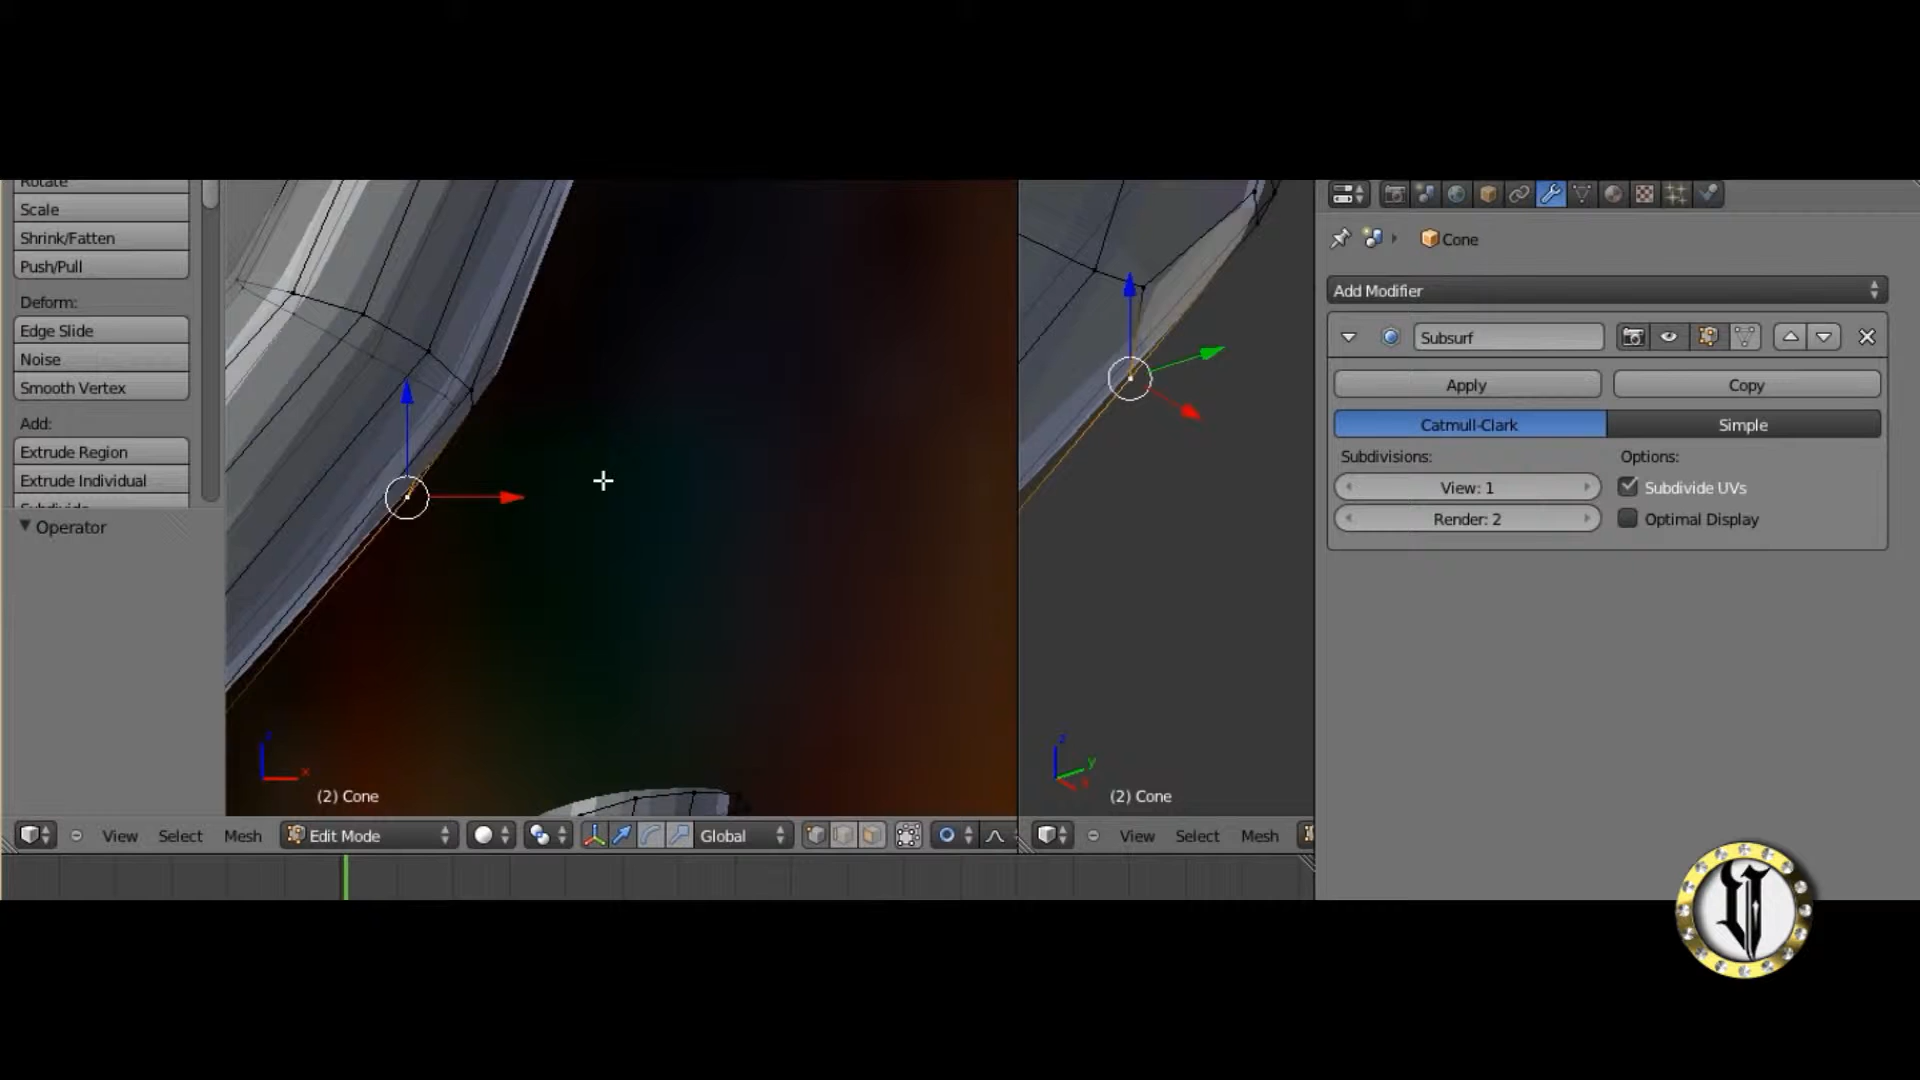 Rotate
Scale
Shrink/Fatten
Push/Pull
Deform:
Edge Slide
Noise
Smooth Vertex
Add:
Extrude Region
Extrude Individual
Subdivide
Operator
z
x
(2) Cone
View
Select
Mesh
Edit Mode
Global
z
y
x
(2) Cone
View
Select
Mesh
Cone
Add Modifier
Subsurf
Apply
Copy
Catmull-Clark
Simple
Subdivisions:
Options:
View: 1
Subdivide UVs
Render: 2
Optimal Display